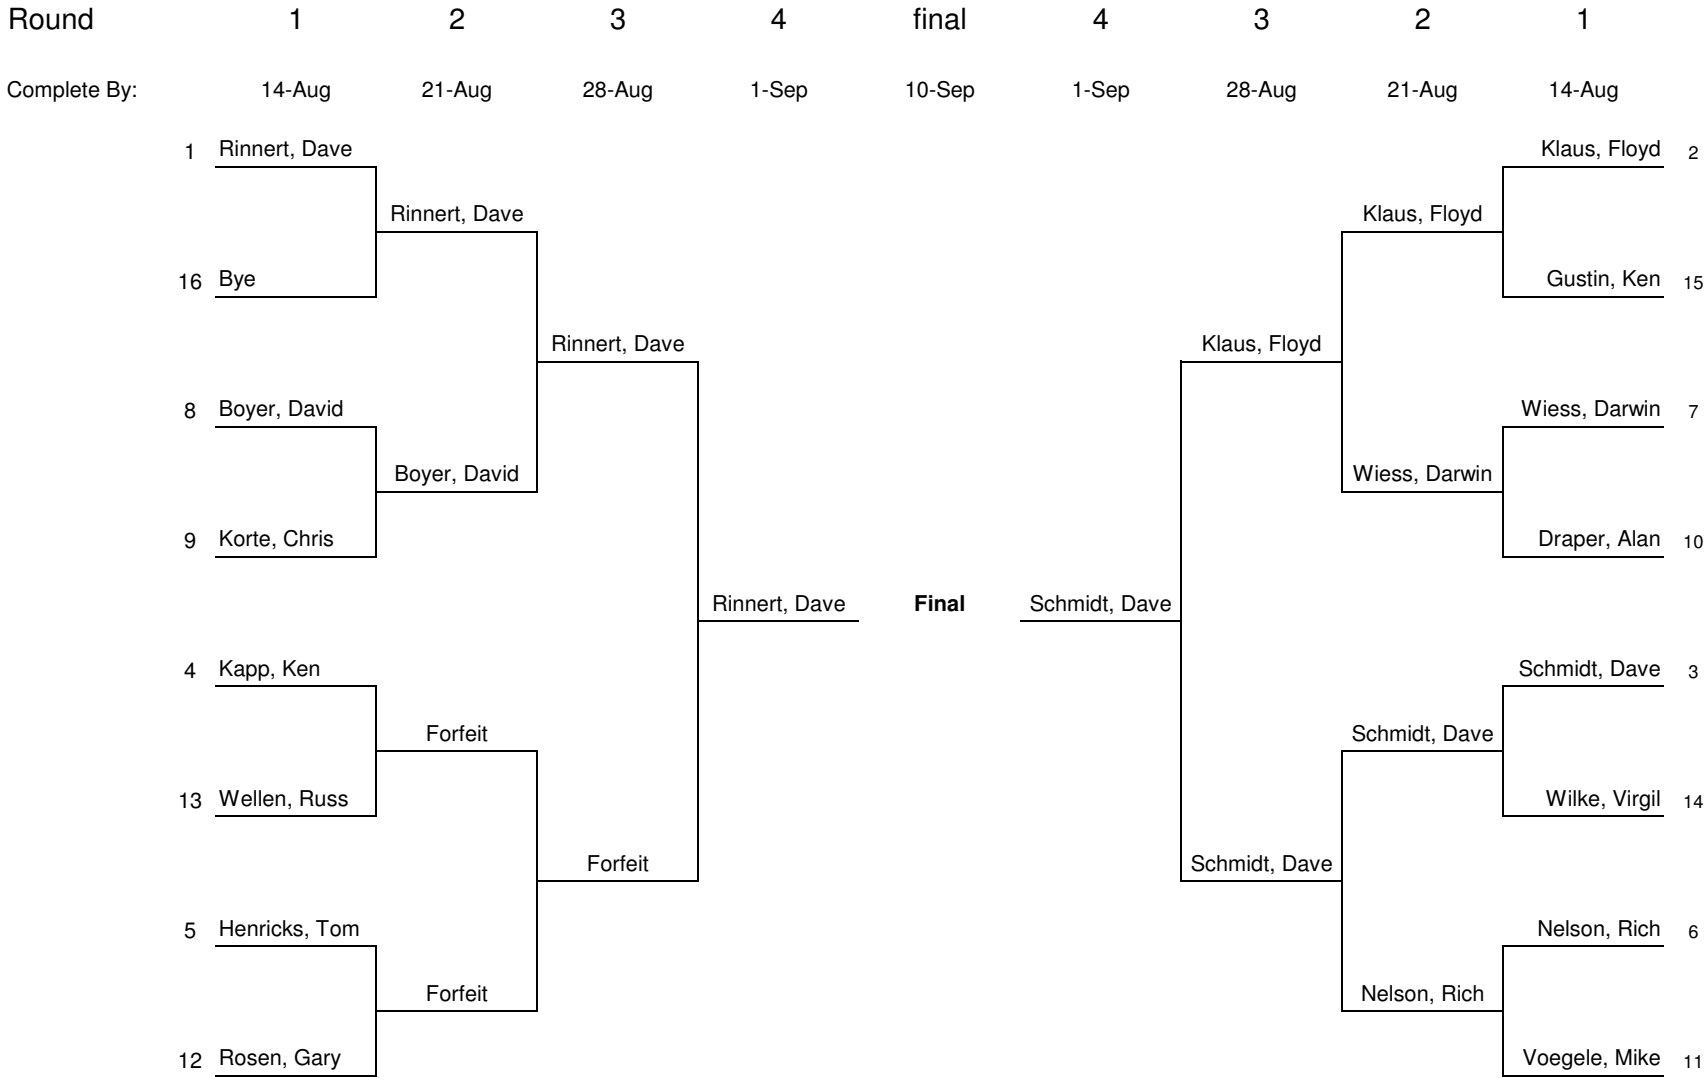 Round 1 2 3 4 final 4 3 2 1
Complete By: 14-Aug 21-Aug 28-Aug 1-Sep 10-Sep 1-Sep 28-Aug 21-Aug 14-Aug
1 Rinnert, Dave Klaus, Floyd 2
Rinnert, Dave Klaus, Floyd
16 Bye Gustin, Ken 15
Rinnert, Dave Klaus, Floyd
8 Boyer, David Wiess, Darwin 7
Boyer, David Wiess, Darwin
9 Korte, Chris Draper, Alan 10
Rinnert, Dave Final Schmidt, Dave
4 Kapp, Ken Schmidt, Dave 3
Forfeit Schmidt, Dave
13 Wellen, Russ Wilke, Virgil 14
Forfeit Schmidt, Dave
5 Henricks, Tom Nelson, Rich 6
Forfeit Nelson, Rich
12 Rosen, Gary Voegele, Mike 11